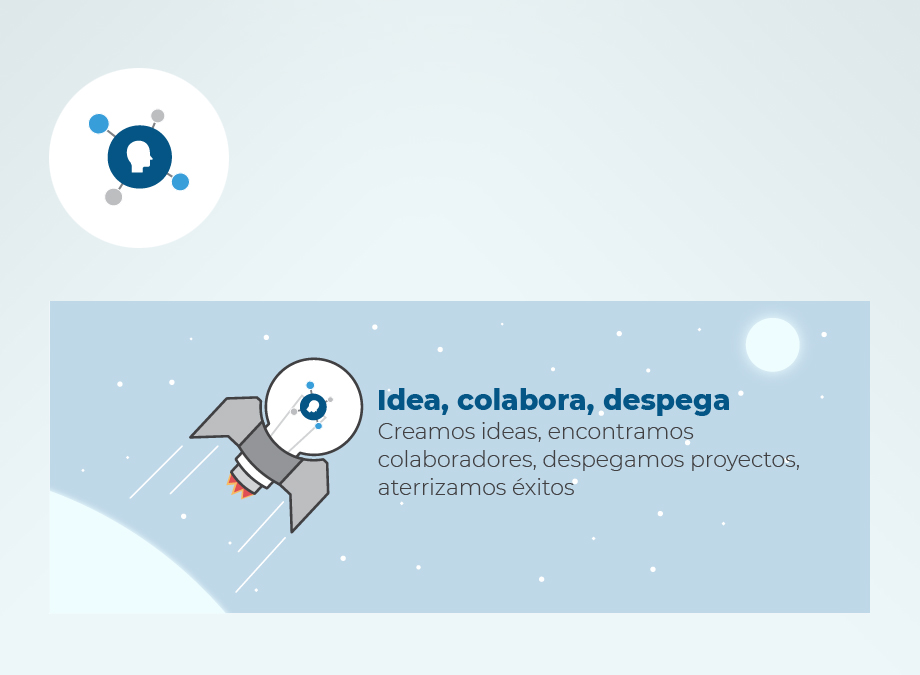 Idea, colabora, despega
Creamos ideas, encontramos
colaboradores, despegamos proyectos,
aterrizamos éxitos